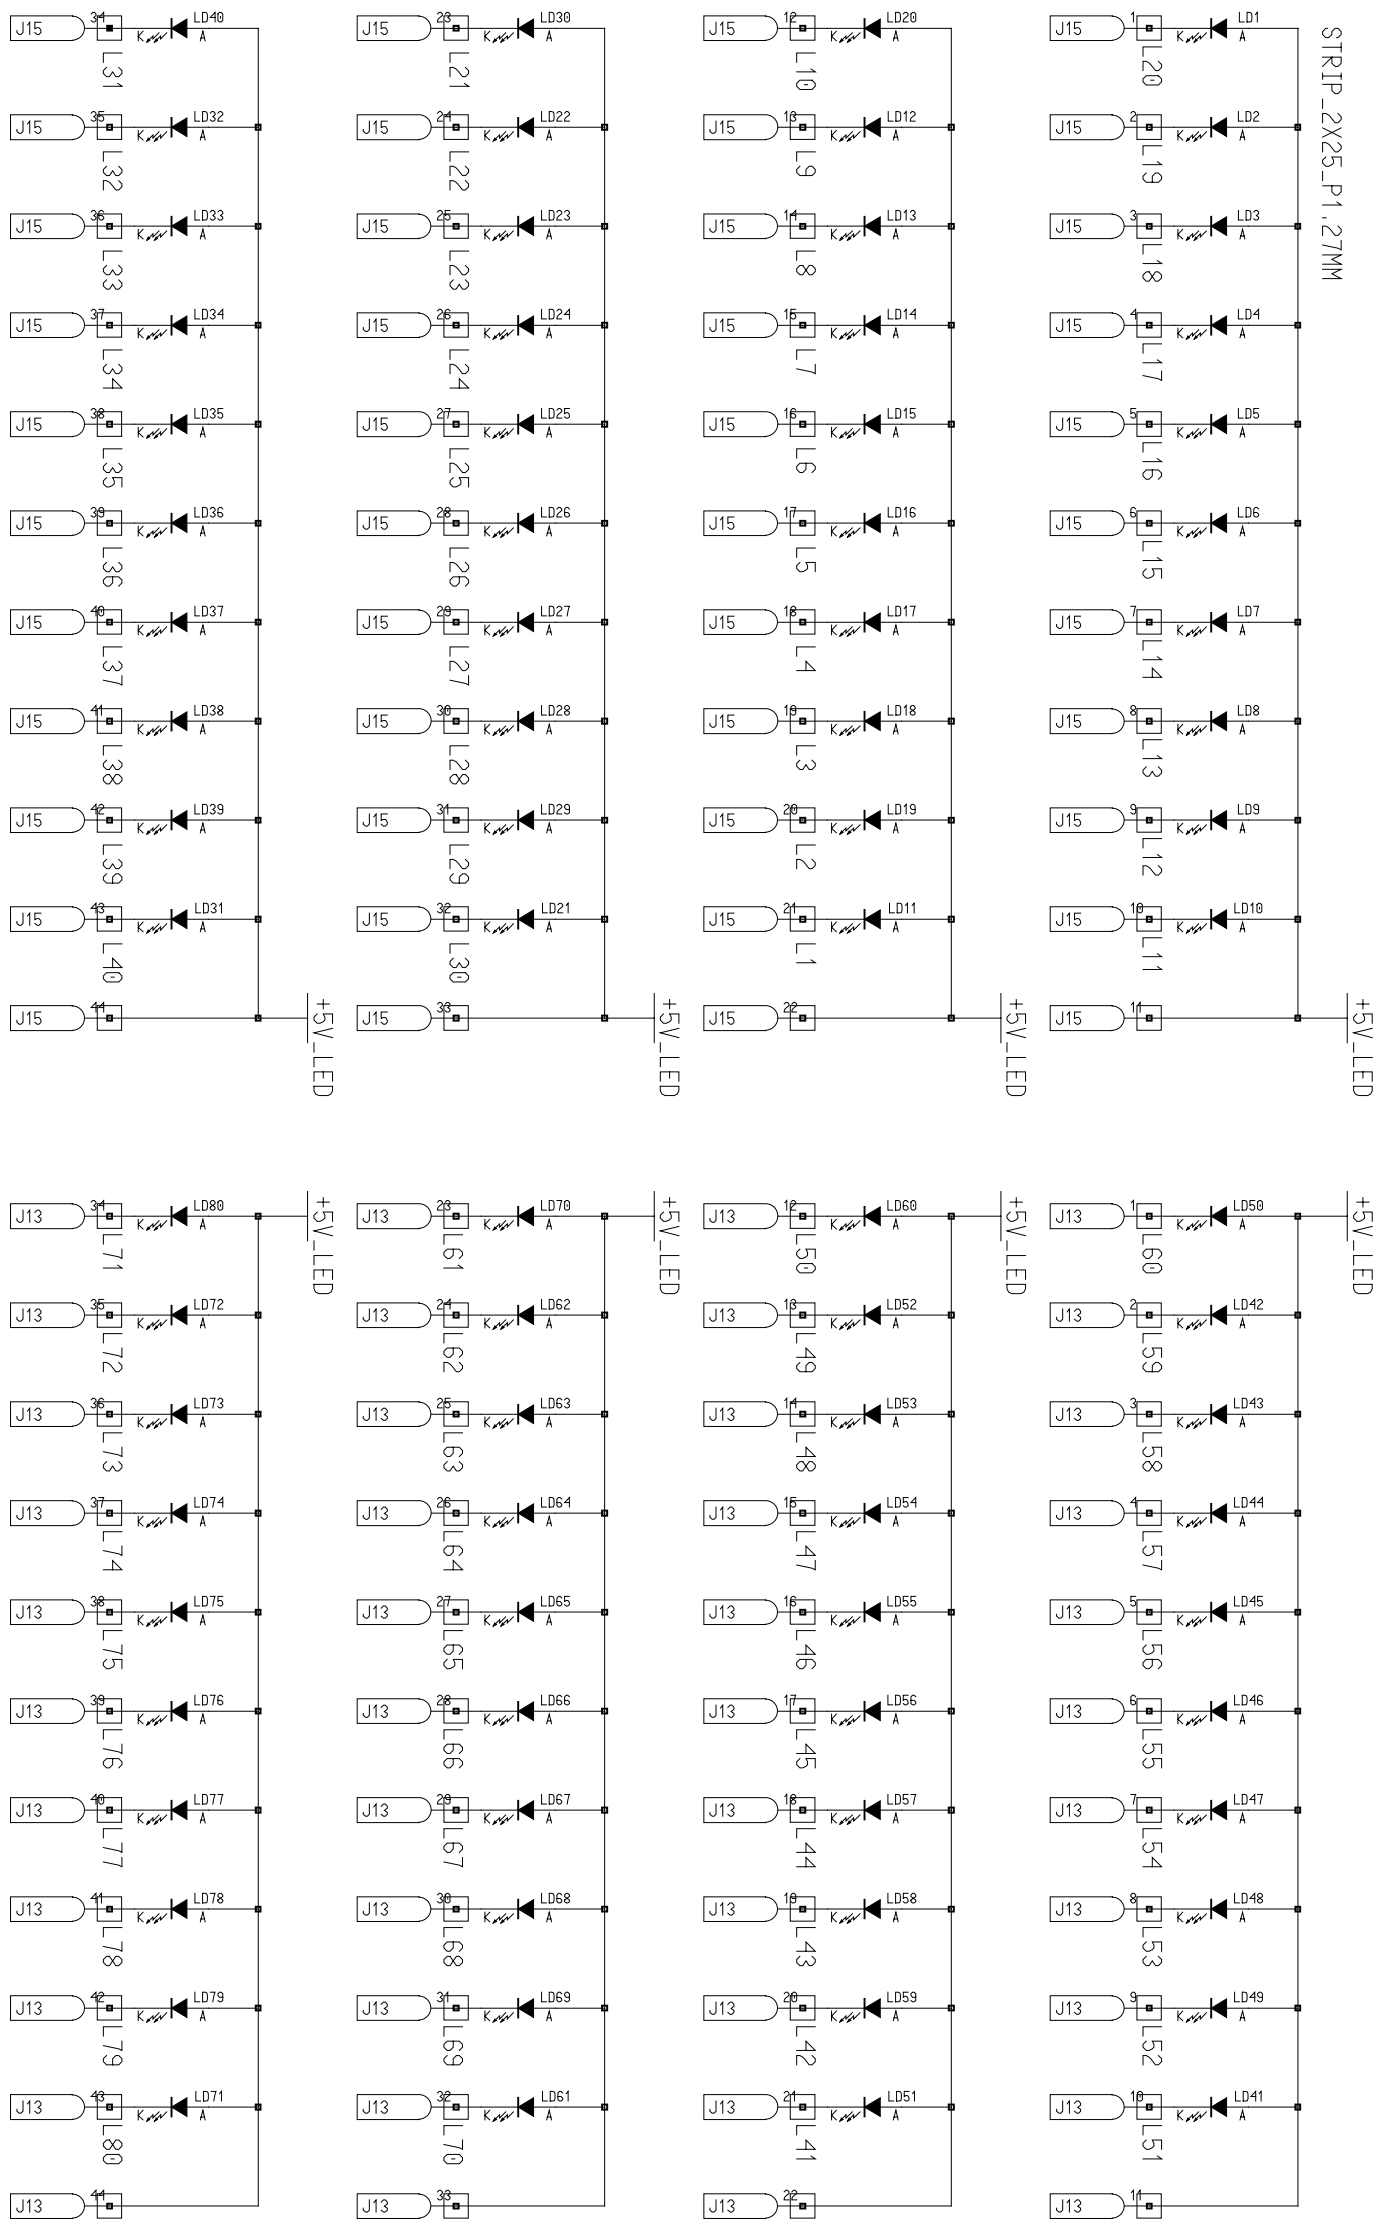 STRIP_2X25_P1,27MM
J15 34 K LD40 A
L31
J15 35 K LD32 A
L32
J15 36 K LD33 A
L33
J15 37 K LD34 A
L34
J15 38 K LD35 A
L35
J15 39 K LD36 A
L36
J15 40 K LD37 A
L37
J15 41 K LD38 A
L38
J15 42 K LD39 A
L39
J15 43 K LD31 A
L40
J15 44
+5V_LED
J15 23 K LD30 A
L21
J15 24 K LD22 A
L22
J15 25 K LD23 A
L23
J15 26 K LD24 A
L24
J15 27 K LD25 A
L25
J15 28 K LD26 A
L26
J15 29 K LD27 A
L27
J15 30 K LD28 A
L28
J15 31 K LD29 A
L29
J15 32 K LD21 A
L30
J15 33
+5V_LED
J15 12 K LD20 A
L10
J15 13 K LD12 A
L9
J15 14 K LD13 A
L8
J15 15 K LD14 A
L7
J15 16 K LD15 A
L6
J15 17 K LD16 A
L5
J15 18 K LD17 A
L4
J15 19 K LD18 A
L3
J15 20 K LD19 A
L2
J15 21 K LD11 A
L1
J15 22
+5V_LED
J15 1 K LD1 A
L20
J15 2 K LD2 A
L19
J15 3 K LD3 A
L18
J15 4 K LD4 A
L17
J15 5 K LD5 A
L16
J15 6 K LD6 A
L15
J15 7 K LD7 A
L14
J15 8 K LD8 A
L13
J15 9 K LD9 A
L12
J15 10 K LD10 A
L11
J15 11
+5V_LED
+5V_LED
J13 34 K LD80 A
L71
J13 35 K LD72 A
L72
J13 36 K LD73 A
L73
J13 37 K LD74 A
L74
J13 38 K LD75 A
L75
J13 39 K LD76 A
L76
J13 40 K LD77 A
L77
J13 41 K LD78 A
L78
J13 42 K LD79 A
L79
J13 43 K LD71 A
L80
J13 44
+5V_LED
J13 23 K LD70 A
L61
J13 24 K LD62 A
L62
J13 25 K LD63 A
L63
J13 26 K LD64 A
L64
J13 27 K LD65 A
L65
J13 28 K LD66 A
L66
J13 29 K LD67 A
L67
J13 30 K LD68 A
L68
J13 31 K LD69 A
L69
J13 32 K LD61 A
L70
J13 33
+5V_LED
J13 12 K LD60 A
L50
J13 13 K LD52 A
L49
J13 14 K LD53 A
L48
J13 15 K LD54 A
L47
J13 16 K LD55 A
L46
J13 17 K LD56 A
L45
J13 18 K LD57 A
L44
J13 19 K LD58 A
L43
J13 20 K LD59 A
L42
J13 21 K LD51 A
L41
J13 22
+5V_LED
J13 1 K LD50 A
L60
J13 2 K LD42 A
L59
J13 3 K LD43 A
L58
J13 4 K LD44 A
L57
J13 5 K LD45 A
L56
J13 6 K LD46 A
L55
J13 7 K LD47 A
L54
J13 8 K LD48 A
L53
J13 9 K LD49 A
L52
J13 10 K LD41 A
L51
J13 11